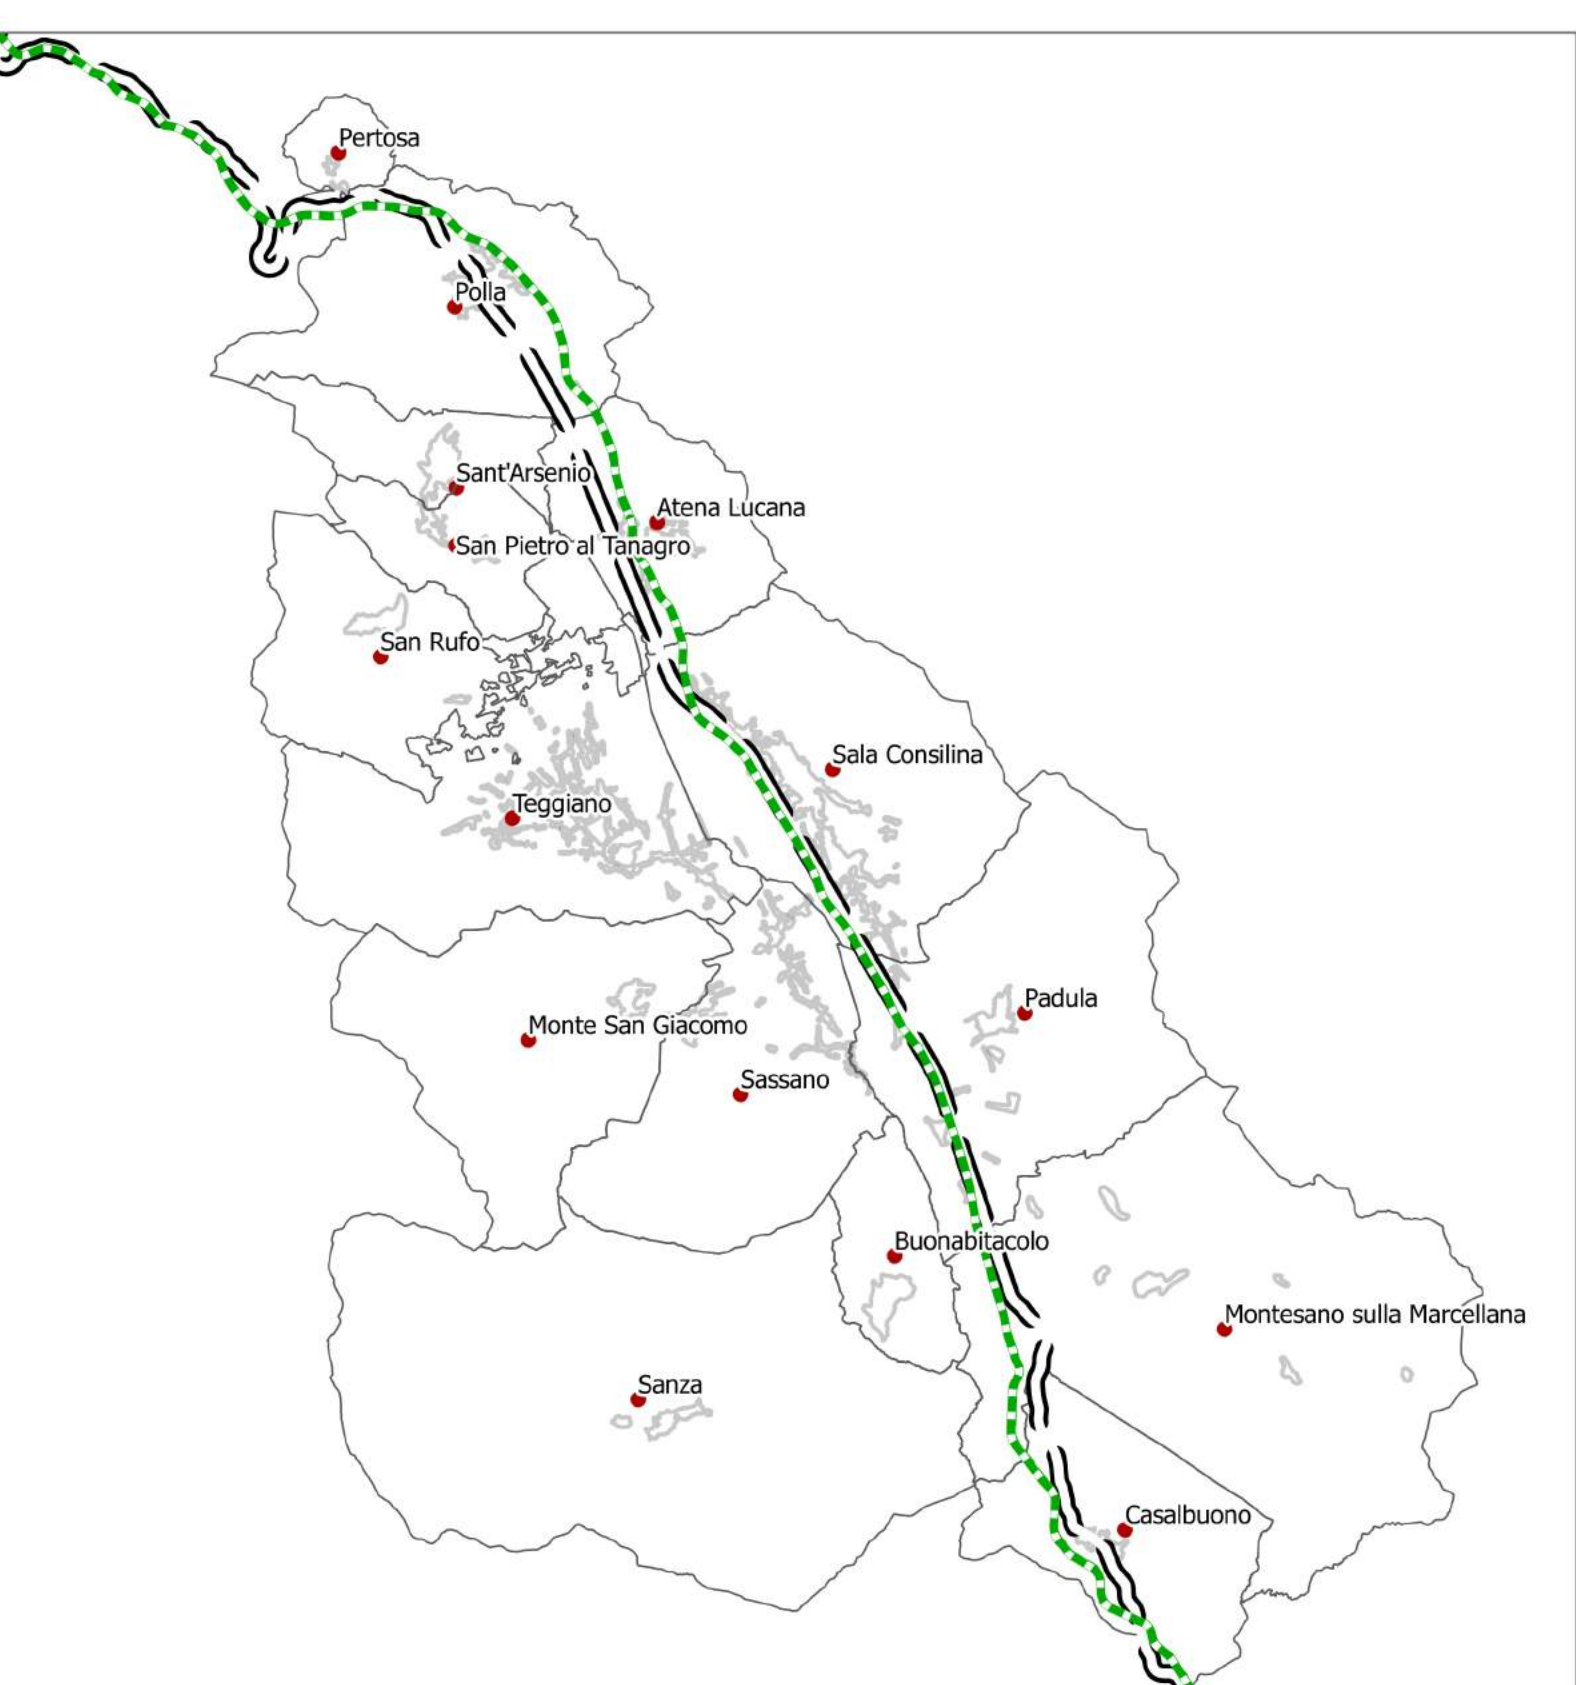 Pertosa
Polla
Sant'Arsenio
Atena Lucana
San Pietro al Tanagro
San Rufo
Sala Consilina
Teggiano
Padula
Monte San Giacomo
Sassano
Buonabitacolo
Montesano sulla Marcellana
Sanza
Casalbuono